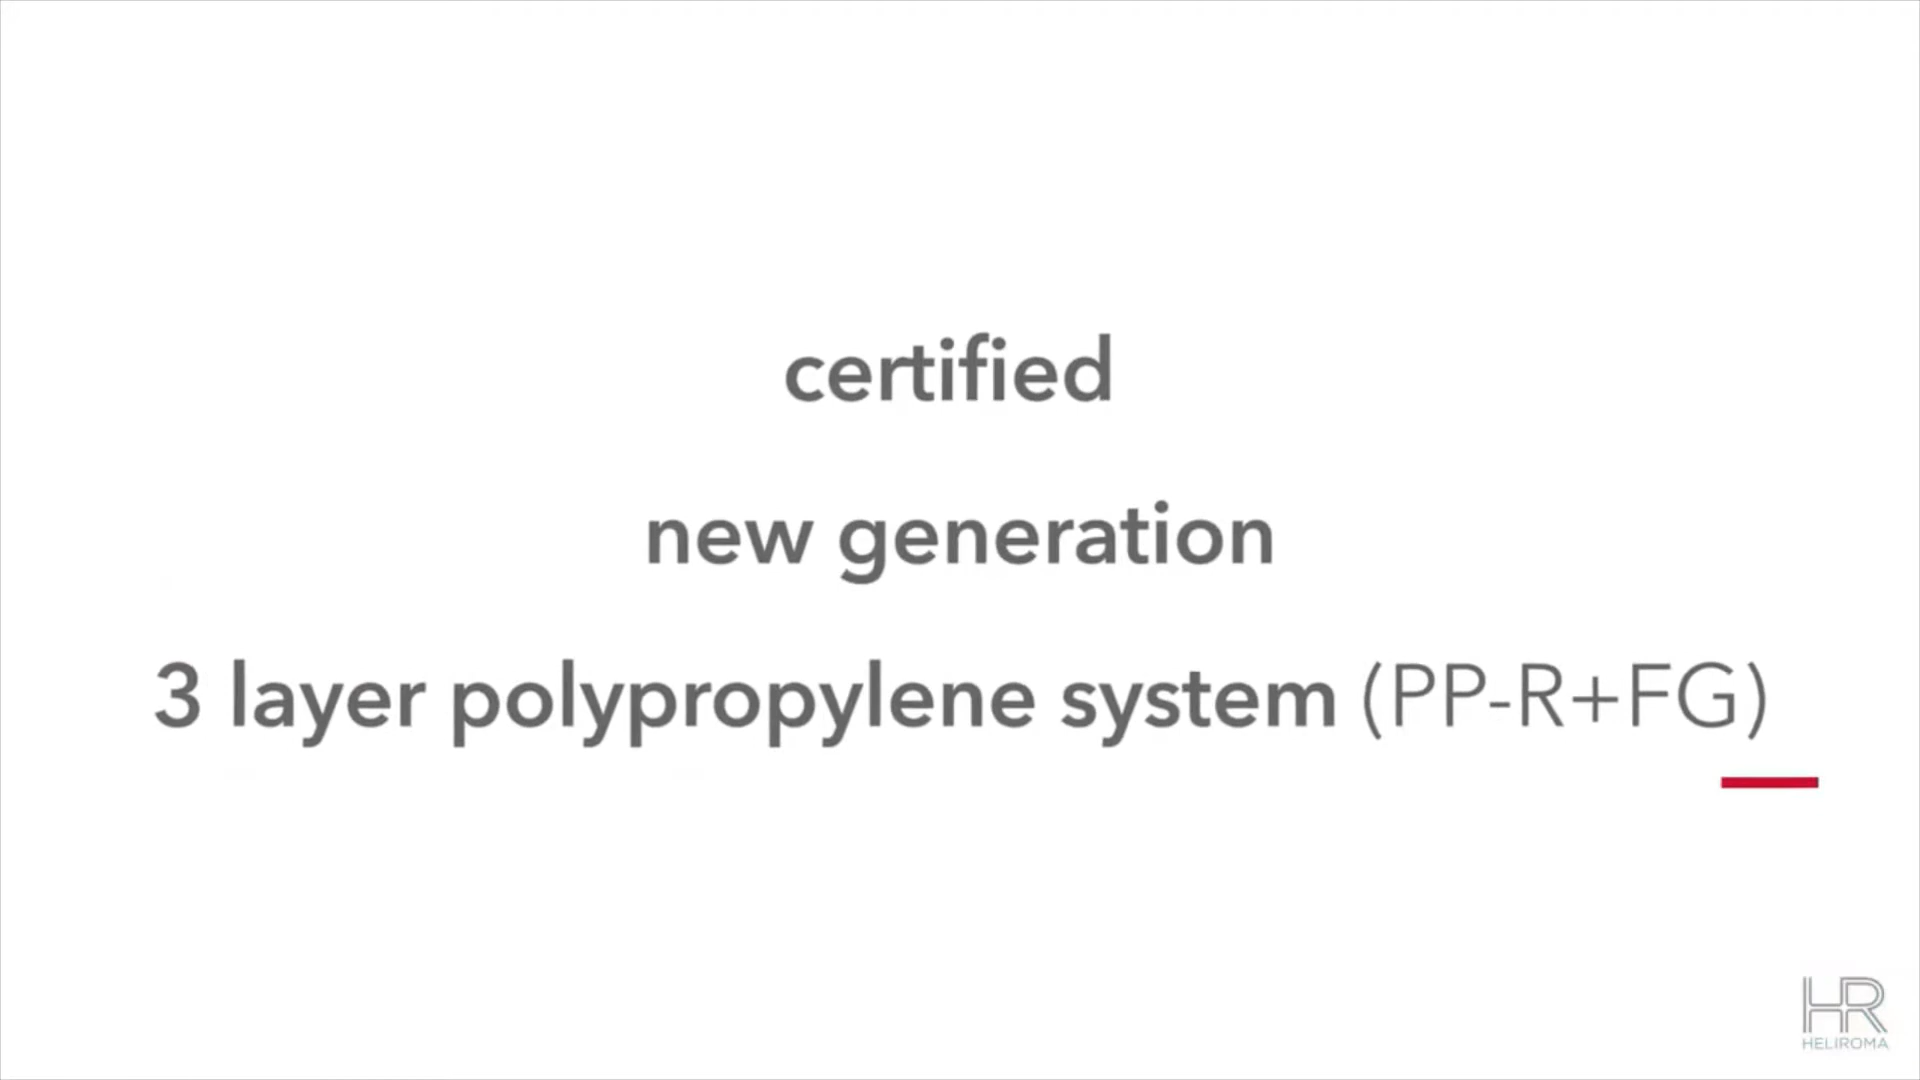 certified
new generation
3 layer polypropylene system (PP-R+FG)
HR
HELIROMA